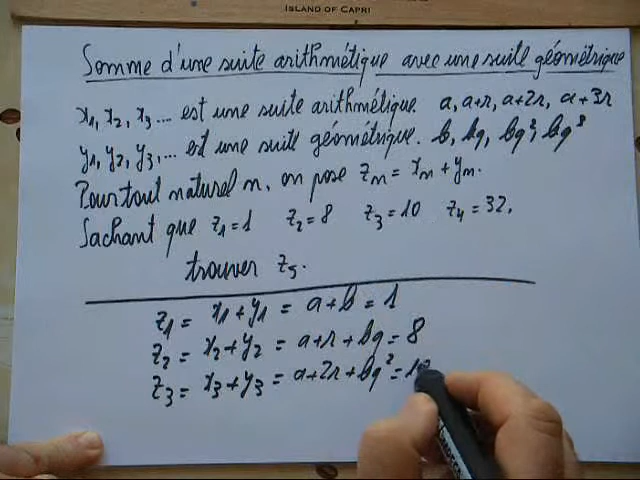 ISLAND OF CAPRI
Somme d'une suite arithmétique avec une suite géométrique
x1, x2, x3... est une suite arithmétique. a, a+r, a+2r, a+3r
y1, y2, y3,... est une suite géométrique. b, bq, bq², bq³
Pour tout naturel n, on pose zn = xn + yn.
Sachant que z1 = 1 z2 = 8 z3 = 10 z4 = 32,
trouver z5.
z1 = x1 + y1 = a + b = 1
z2 = x2 + y2 = a + r + bq = 8
z3 = x3 + y3 = a + 2r + bq² = 10